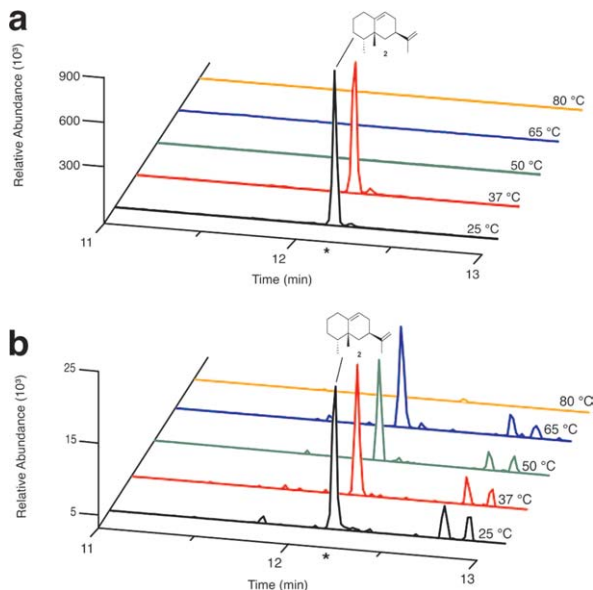 a
2
Relative Abundance (10³)
900
600
300
80 °C
65 °C
50 °C
37 °C
25 °C
11
12
*
13
Time (min)
b
2
Relative Abundance (10³)
25
15
5
80 °C
65 °C
50 °C
37 °C
25 °C
11
12
*
13
Time (min)